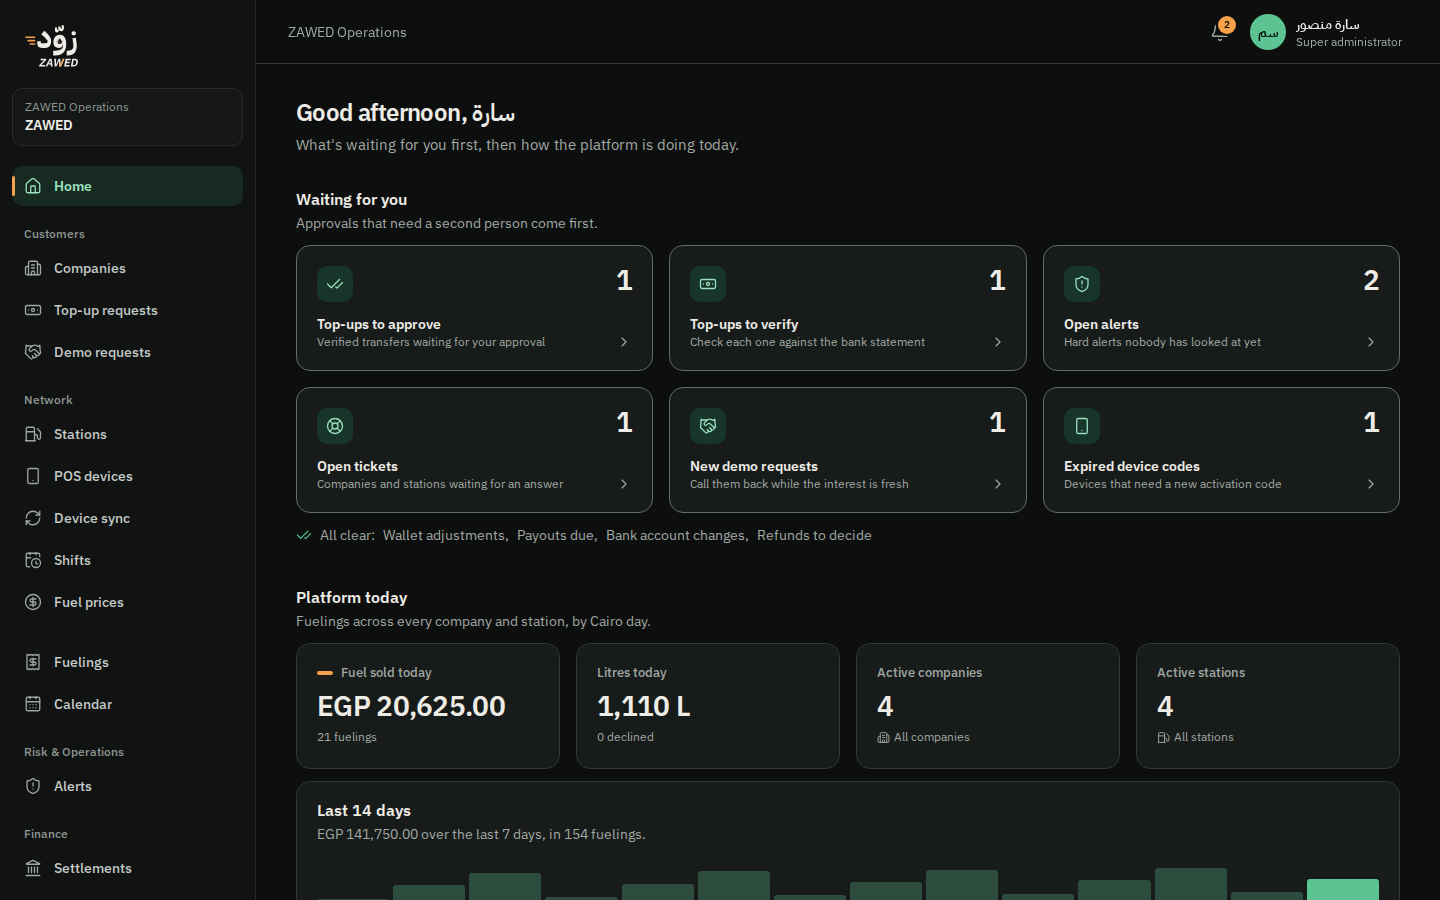 زوّد
ZAWED
ZAWED Operations
ZAWED
Home
Customers
Companies
Top-up requests
Demo requests
Network
Stations
POS devices
Device sync
Shifts
Fuel prices
Fuelings
Calendar
Risk & Operations
Alerts
Finance
Settlements
ZAWED Operations
2
سم
سارة منصور
Super administrator
Good afternoon, سارة
What's waiting for you first, then how the platform is doing today.
Waiting for you
Approvals that need a second person come first.
1
Top-ups to approve
Verified transfers waiting for your approval
1
Top-ups to verify
Check each one against the bank statement
2
Open alerts
Hard alerts nobody has looked at yet
1
Open tickets
Companies and stations waiting for an answer
1
New demo requests
Call them back while the interest is fresh
1
Expired device codes
Devices that need a new activation code
All clear: Wallet adjustments, Payouts due, Bank account changes, Refunds to decide
Platform today
Fuelings across every company and station, by Cairo day.
Fuel sold today
EGP 20,625.00
21 fuelings
Litres today
1,110 L
0 declined
Active companies
4
All companies
Active stations
4
All stations
Last 14 days
EGP 141,750.00 over the last 7 days, in 154 fuelings.